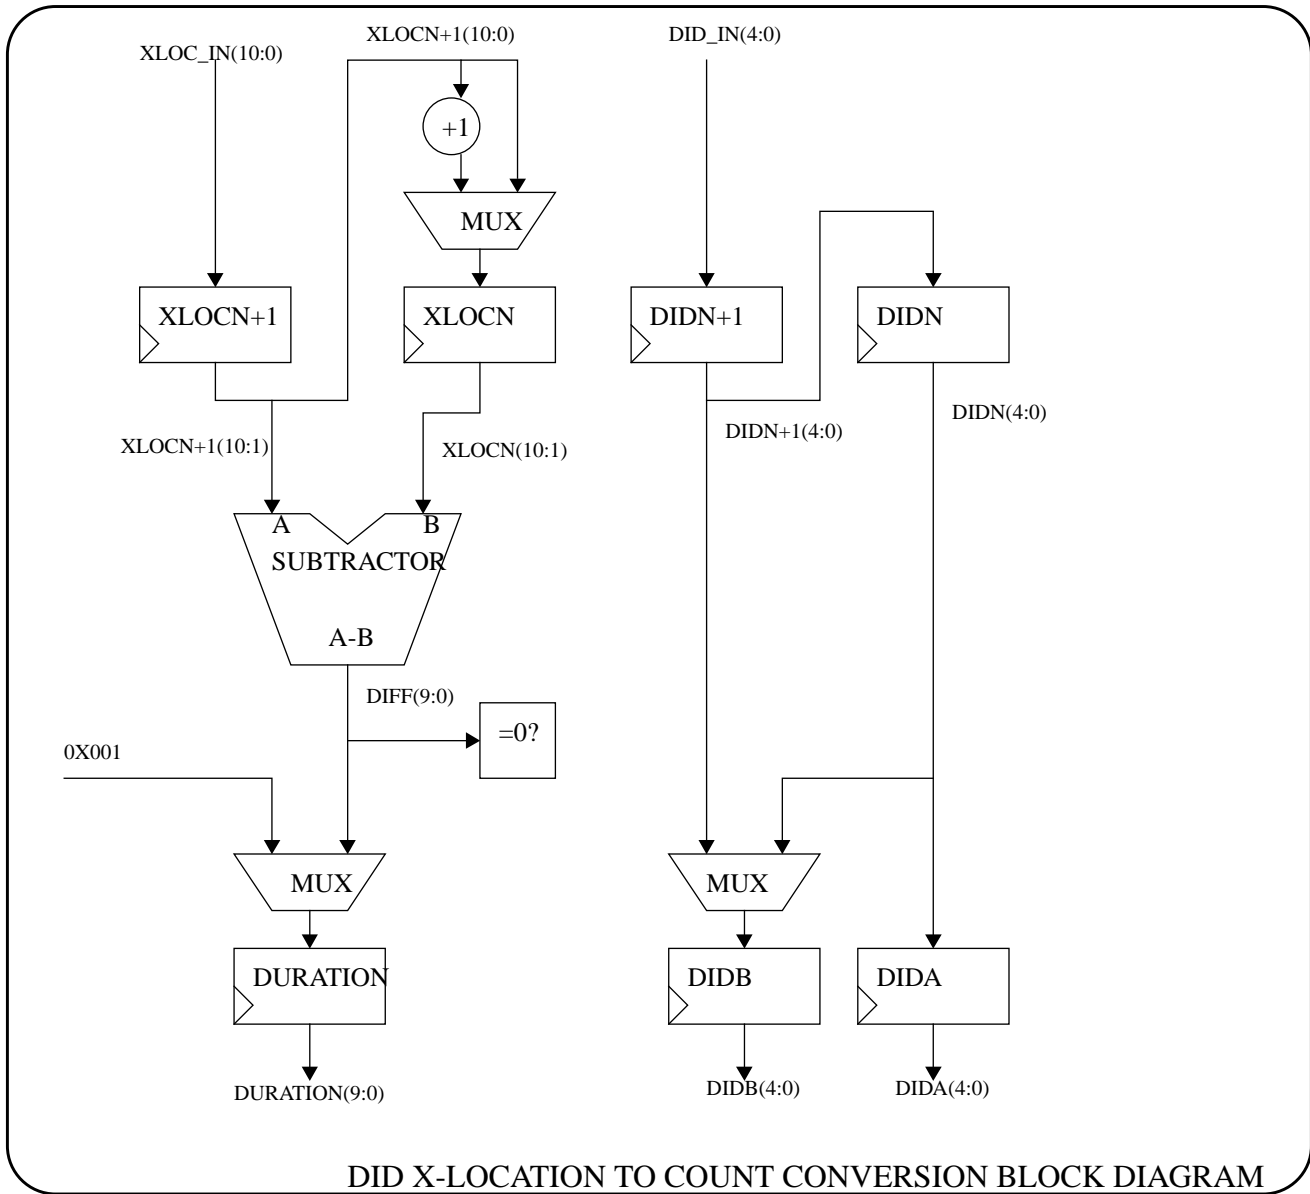 XLOC_IN(10:0)
XLOCN+1(10:0)
DID_IN(4:0)
+1
MUX
XLOCN+1
XLOCN
DIDN+1
DIDN
XLOCN+1(10:1)
XLOCN(10:1)
DIDN+1(4:0)
DIDN(4:0)
A
B
SUBTRACTOR
A-B
DIFF(9:0)
=0?
0X001
MUX
MUX
DURATION
DIDB
DIDA
DURATION(9:0)
DIDB(4:0)
DIDA(4:0)
DID X-LOCATION TO COUNT CONVERSION BLOCK DIAGRAM